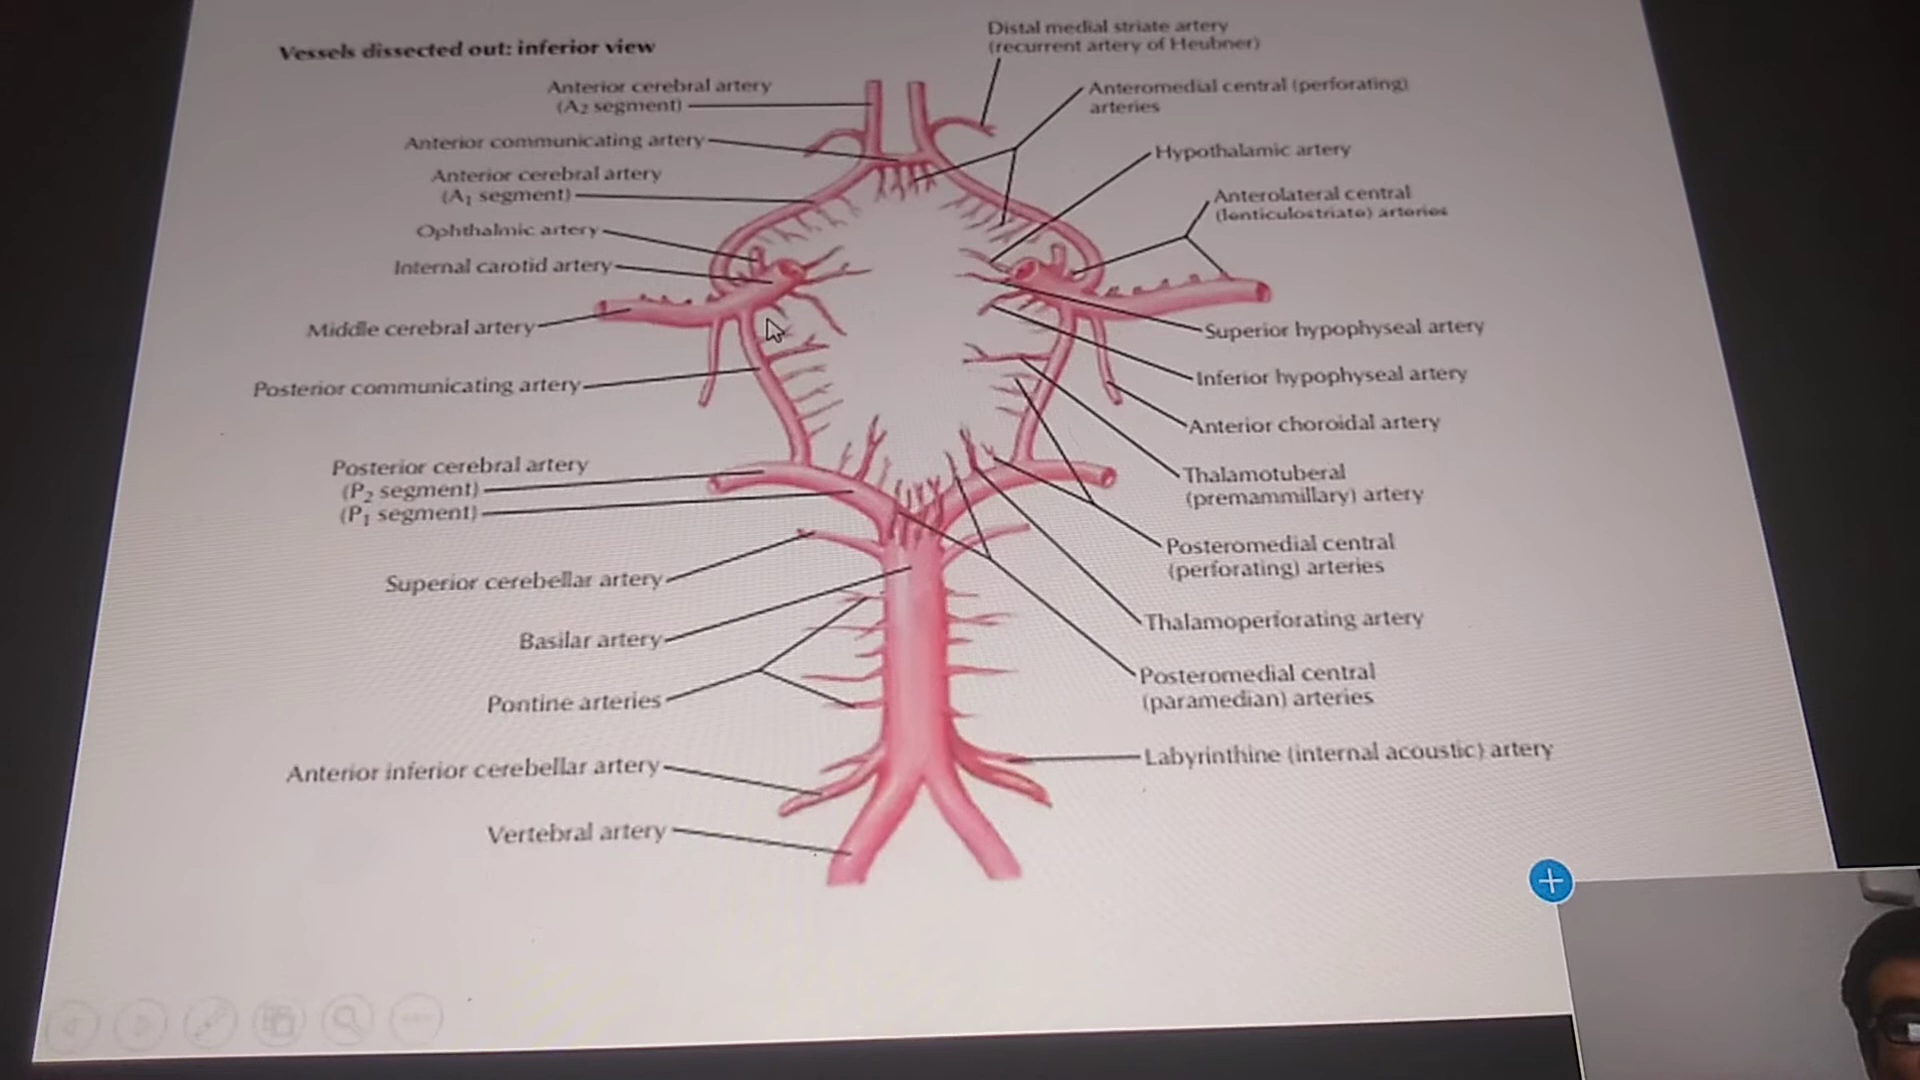 Vessels dissected out: inferior view
Anterior cerebral artery
(A2 segment)
Anterior communicating artery
Anterior cerebral artery
(A1 segment)
Ophthalmic artery
Internal carotid artery
Middle cerebral artery
Posterior communicating artery
Posterior cerebral artery
(P2 segment)
(P1 segment)
Superior cerebellar artery
Basilar artery
Pontine arteries
Anterior inferior cerebellar artery
Vertebral artery
Distal medial striate artery
(recurrent artery of Heubner)
Anteromedial central (perforating)
arteries
Hypothalamic artery
Anterolateral central
(lenticulostriate) arteries
Superior hypophyseal artery
Inferior hypophyseal artery
Anterior choroidal artery
Thalamotuberal
(premammillary) artery
Posteromedial central
(perforating) arteries
Thalamoperforating artery
Posteromedial central
(paramedian) arteries
Labyrinthine (internal acoustic) artery